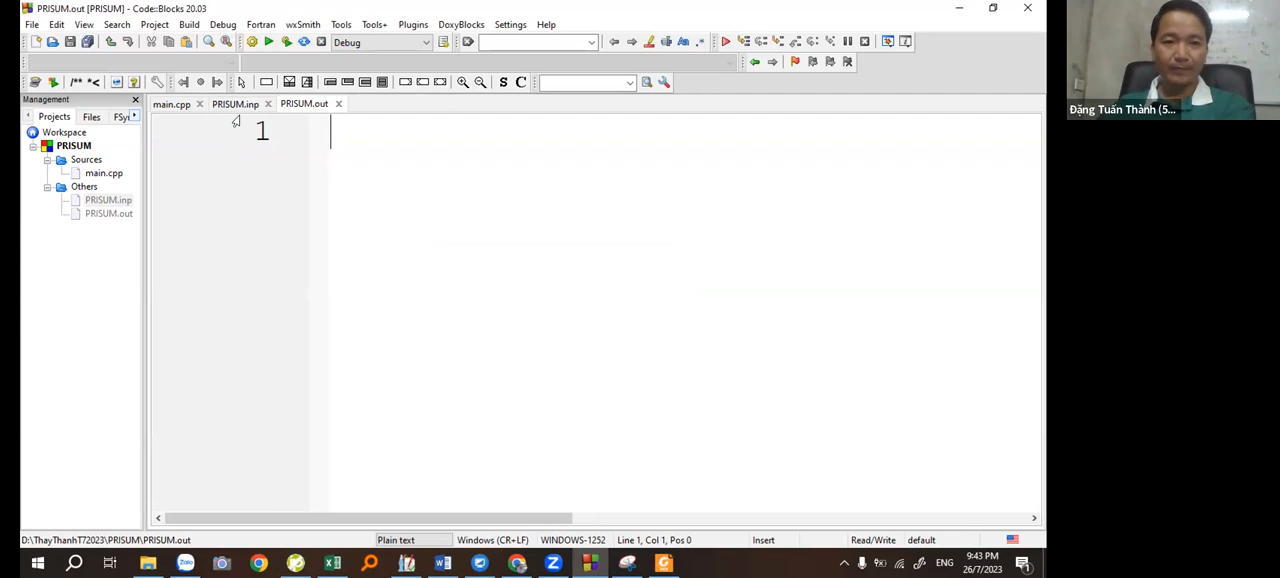 PRISUM.out [PRISUM] - Code::Blocks 20.03
File Edit View Search Project Build Debug Fortran wxSmith Tools Tools+ Plugins DoxyBlocks Settings Help
Debug
/** *<
S C
Management
Projects Files FSy
main.cpp PRISUM.inp PRISUM.out
Workspace
PRISUM
Sources
main.cpp
Others
PRISUM.inp
PRISUM.out
1
Đặng Tuấn Thành (5...
D:\ThayThanhT72023\PRISUM\PRISUM.out Plain text Windows (CR+LF) WINDOWS-1252 Line 1, Col 1, Pos 0 Insert Read/Write default
Zalo
ENG
9:43 PM
26/7/2023
1